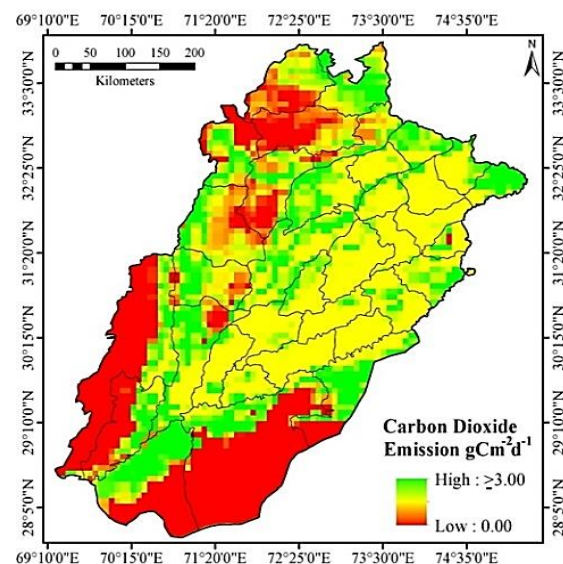 69°10'0"E 70°15'0"E 71°20'0"E 72°25'0"E 73°30'0"E 74°35'0"E
0 50 100 150 200
Kilometers
N
33°30'0"N 33°30'0"N
32°25'0"N 32°25'0"N
31°20'0"N 31°20'0"N
30°15'0"N 30°15'0"N
29°10'0"N 29°10'0"N
28°5'0"N 28°5'0"N
Carbon Dioxide
Emission gCm⁻²d⁻¹
High : ≥3.00
Low : 0.00
69°10'0"E 70°15'0"E 71°20'0"E 72°25'0"E 73°30'0"E 74°35'0"E